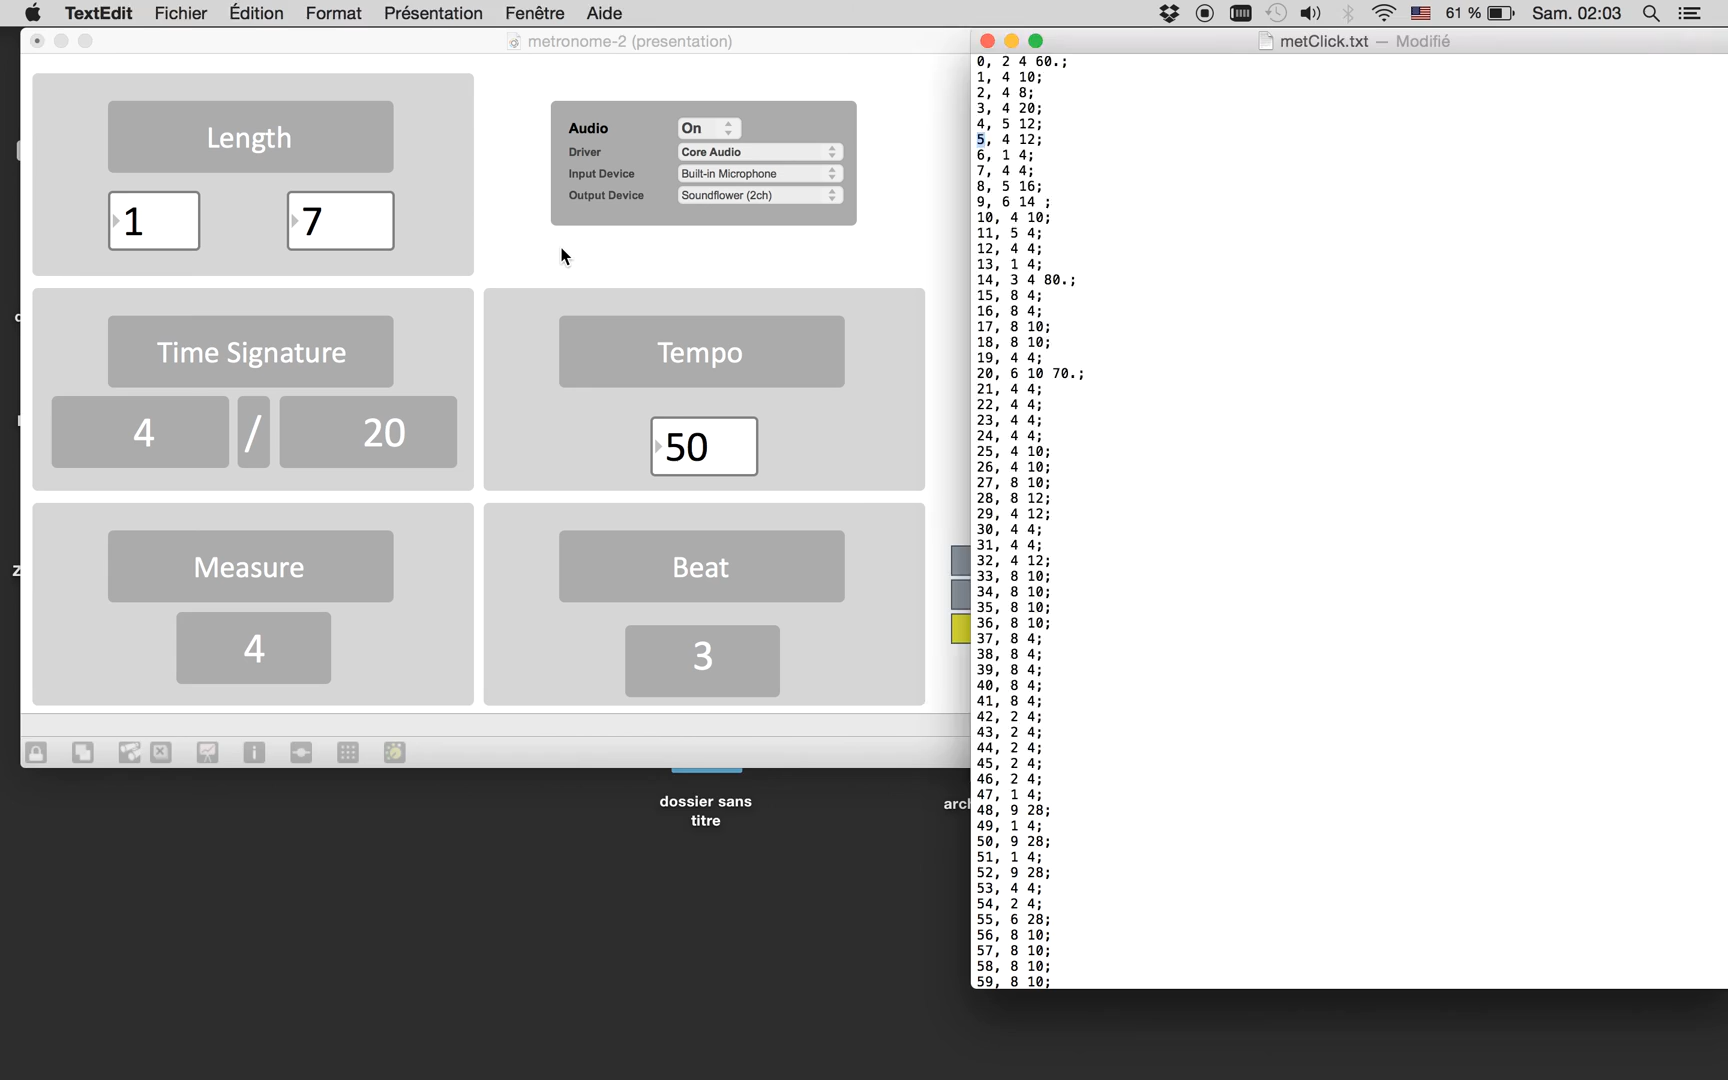 TextEdit Fichier Édition Format Présentation Fenêtre Aide 61 % Sam. 02:03
metronome-2 (presentation)
Length
1 7
Audio On
Driver Core Audio
Input Device Built-in Microphone
Output Device Soundflower (2ch)
Time Signature
4 / 20
Tempo
50
Measure
4
Beat
3
dossier sans
titre
metClick.txt — Modifié
0, 2 4 60.;
1, 4 10;
2, 4 8;
3, 4 20;
4, 5 12;
5, 4 12;
6, 1 4;
7, 4 4;
8, 5 16;
9, 6 14 ;
10, 4 10;
11, 5 4;
12, 4 4;
13, 1 4;
14, 3 4 80.;
15, 8 4;
16, 8 4;
17, 8 10;
18, 8 10;
19, 4 4;
20, 6 10 70.;
21, 4 4;
22, 4 4;
23, 4 4;
24, 4 4;
25, 4 10;
26, 4 10;
27, 8 10;
28, 8 12;
29, 4 12;
30, 4 4;
31, 4 4;
32, 4 12;
33, 8 10;
34, 8 10;
35, 8 10;
36, 8 10;
37, 8 4;
38, 8 4;
39, 8 4;
40, 8 4;
41, 8 4;
42, 2 4;
43, 2 4;
44, 2 4;
45, 2 4;
46, 2 4;
47, 1 4;
48, 9 28;
49, 1 4;
50, 9 28;
51, 1 4;
52, 9 28;
53, 4 4;
54, 2 4;
55, 6 28;
56, 8 10;
57, 8 10;
58, 8 10;
59, 8 10;